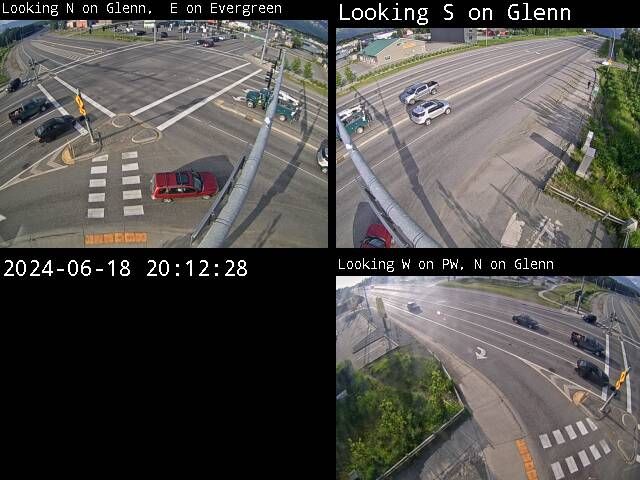 Looking N on Glenn, E on Evergreen
Looking S on Glenn
2024-06-18 20:12:28
Looking W on PW, N on Glenn